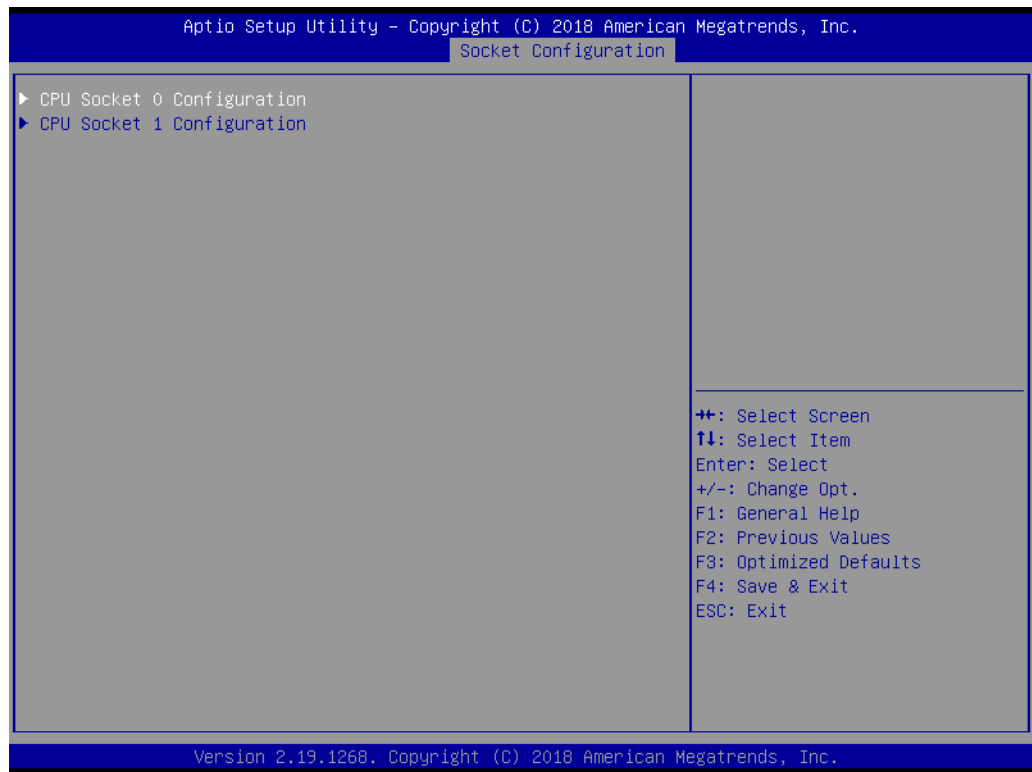 Aptio Setup Utility – Copyright (C) 2018 American Megatrends, Inc.
Socket Configuration
▶ CPU Socket 0 Configuration
▶ CPU Socket 1 Configuration
→←: Select Screen
↑↓: Select Item
Enter: Select
+/-: Change Opt.
F1: General Help
F2: Previous Values
F3: Optimized Defaults
F4: Save & Exit
ESC: Exit
Version 2.19.1268. Copyright (C) 2018 American Megatrends, Inc.